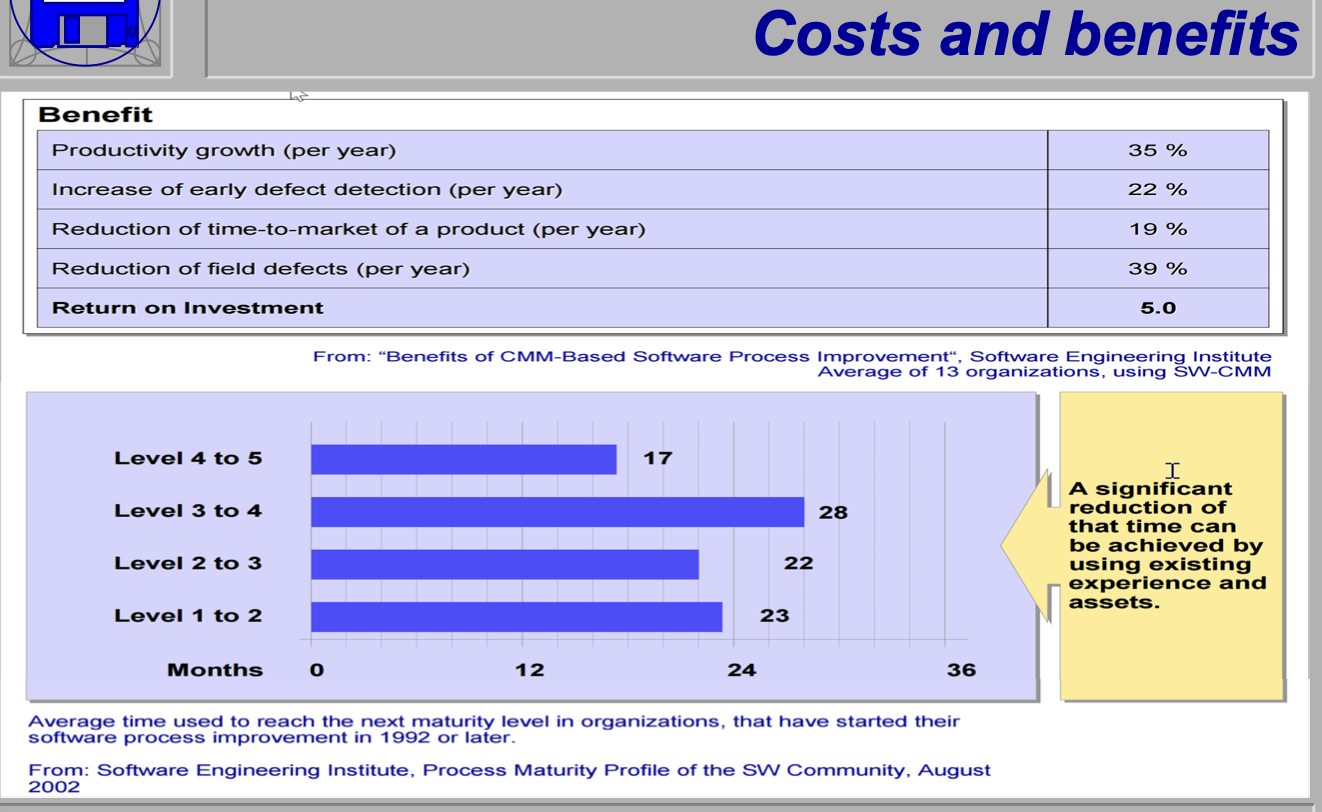 Costs and benefits
Benefit
Productivity growth (per year) 35 %
Increase of early defect detection (per year) 22 %
Reduction of time-to-market of a product (per year) 19 %
Reduction of field defects (per year) 39 %
Return on Investment 5.0
From: “Benefits of CMM-Based Software Process Improvement“, Software Engineering Institute
Average of 13 organizations, using SW-CMM
Level 4 to 5 17
Level 3 to 4 28
Level 2 to 3 22
Level 1 to 2 23
Months 0 12 24 36
A significant
reduction of
that time can
be achieved by
using existing
experience and
assets.
Average time used to reach the next maturity level in organizations, that have started their
software process improvement in 1992 or later.
From: Software Engineering Institute, Process Maturity Profile of the SW Community, August
2002